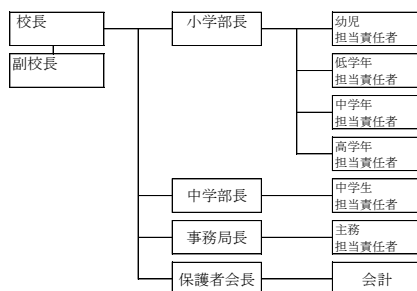 校長
副校長
小学部長
幼児
担当責任者
低学年
担当責任者
中学年
担当責任者
高学年
担当責任者
中学部長
中学生
担当責任者
事務局長
主務
担当責任者
保護者会長
会計